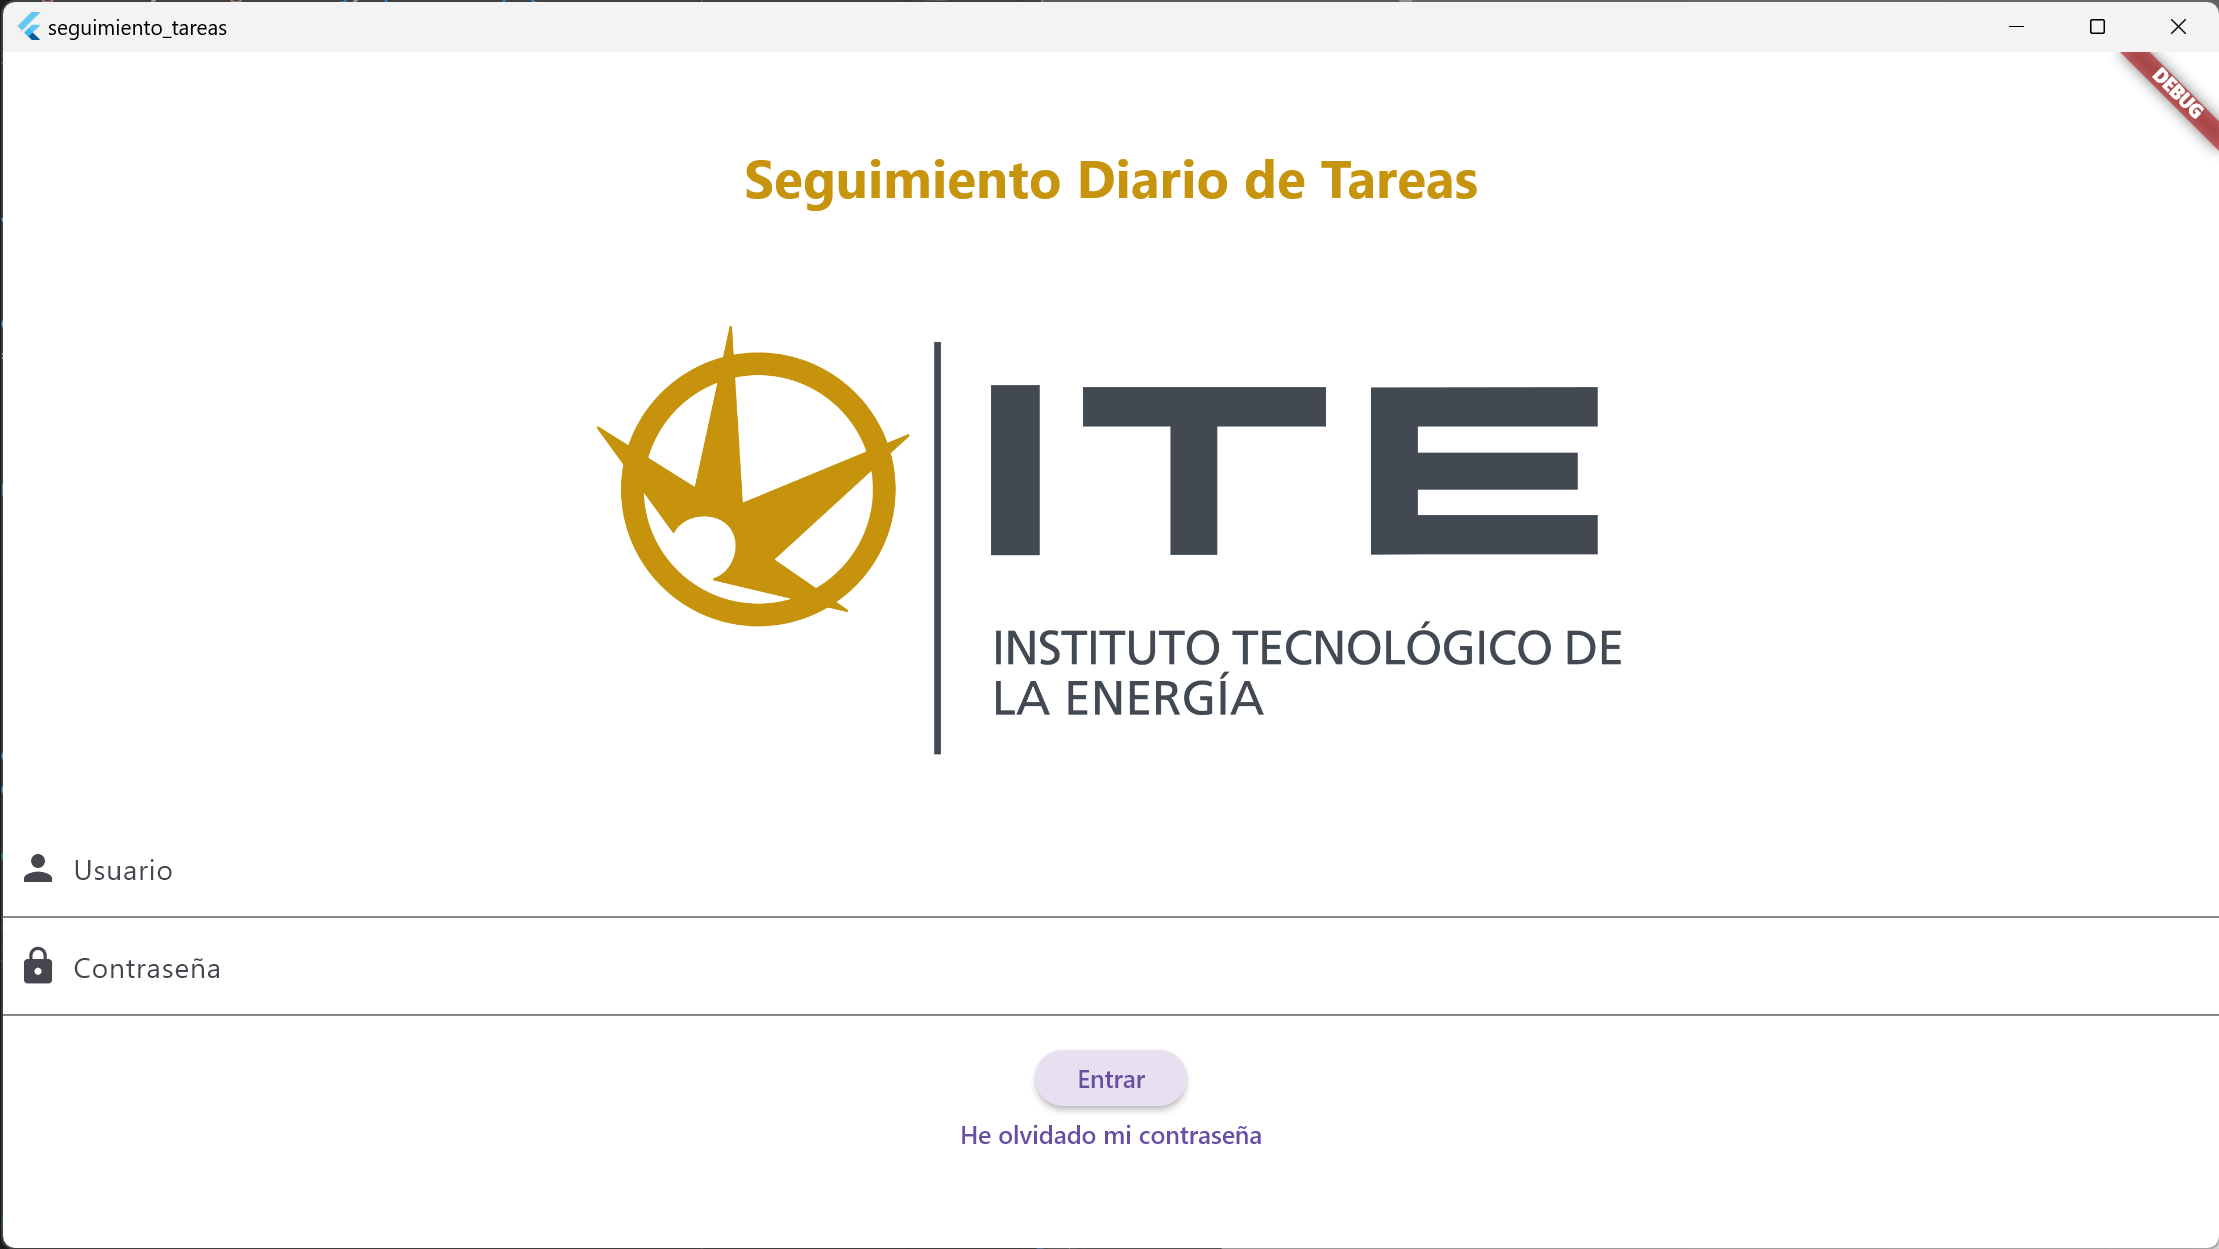 seguimiento_tareas
DEBUG
Seguimiento Diario de Tareas
ITE
INSTITUTO TECNOLÓGICO DE
LA ENERGÍA
Usuario
Contraseña
Entrar
He olvidado mi contraseña